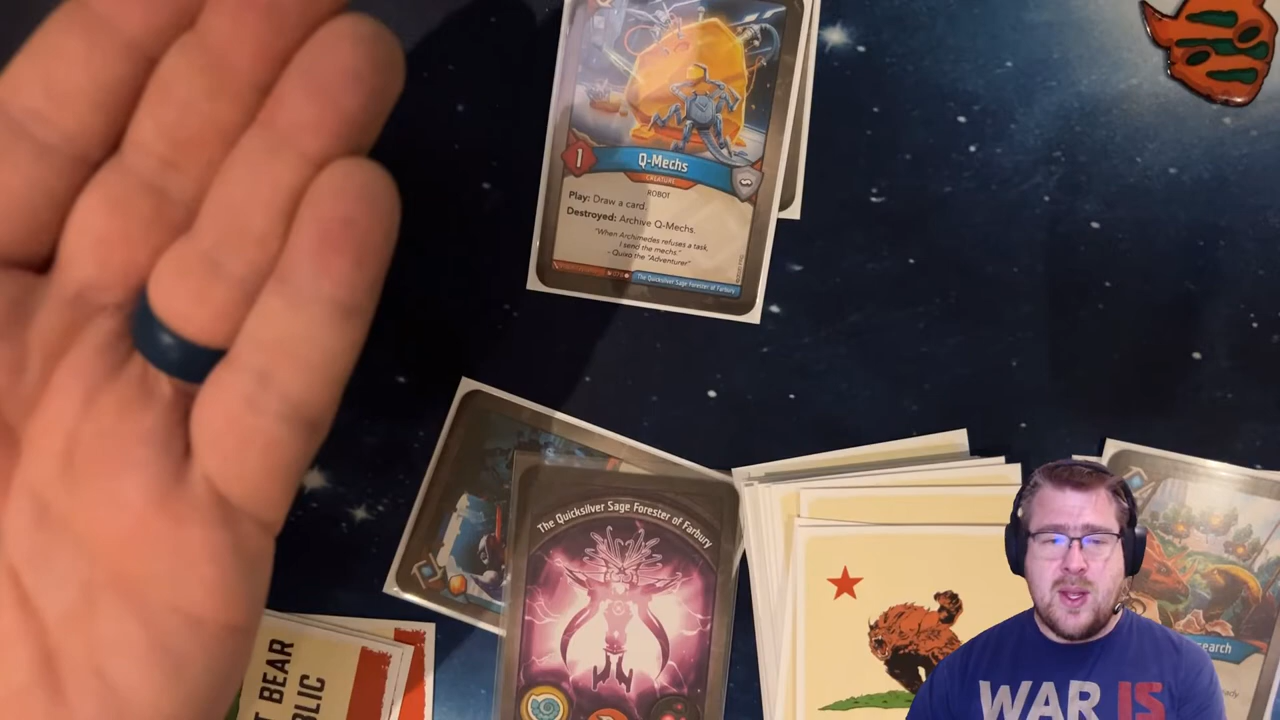 1
Q-Mechs
CREATURE
ROBOT
Play: Draw a card.
Destroyed: Archive Q-Mechs.
"When Archimedes refuses a task,
I send the mechs."
- Quixo the "Adventurer"
The Quicksilver Sage Forester of Farbury
The Quicksilver Sage Forester of Farbury
T BEAR
BLIC
earch
WAR IS